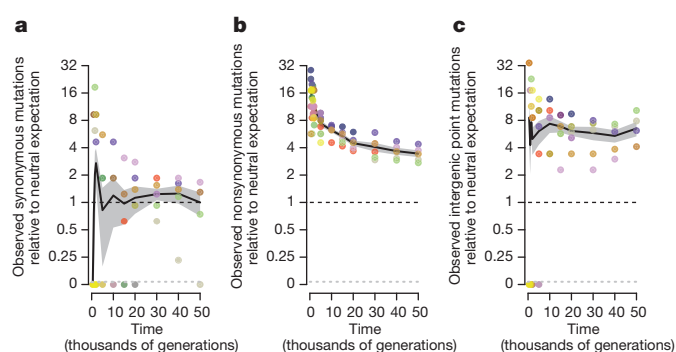 a
Observed synonymous mutations
relative to neutral expectation
32
16
8
4
2
1
0.5
0.25
0
0 10 20 30 40 50
Time
(thousands of generations)
b
Observed nonsynonymous mutations
relative to neutral expectation
32
16
8
4
2
1
0.5
0.25
0
0 10 20 30 40 50
Time
(thousands of generations)
c
Observed intergenic point mutations
relative to neutral expectation
32
16
8
4
2
1
0.5
0.25
0
0 10 20 30 40 50
Time
(thousands of generations)